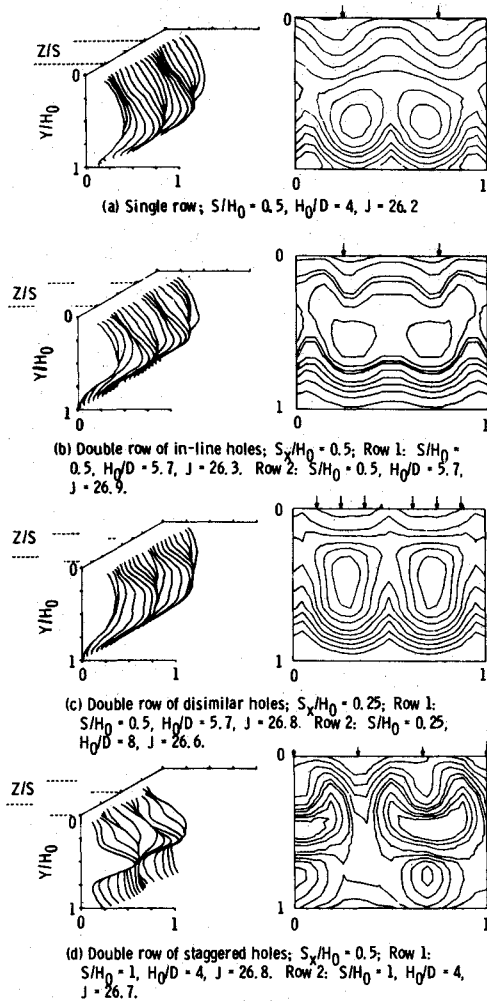 0
Z/S
0
Y/H0
1
0
1
1
0
1
(a) Single row; S/H0 = 0.5, H0/D = 4, J = 26.2
0
Z/S
0
Y/H0
1
0
1
1
0
1
(b) Double row of in-line holes; Sx/H0 = 0.5; Row 1: S/H0 =
0.5, H0/D = 5.7, J = 26.3. Row 2: S/H0 = 0.5, H0/D = 5.7,
J = 26.9.
0
Z/S
0
Y/H0
1
0
1
1
0
1
(c) Double row of disimilar holes; Sx/H0 = 0.25; Row 1:
S/H0 = 0.5, H0/D = 5.7, J = 26.8. Row 2: S/H0 = 0.25,
H0/D = 8, J = 26.6.
0
Z/S
0
Y/H0
1
0
1
1
0
1
(d) Double row of staggered holes; Sx/H0 = 0.5; Row 1:
S/H0 = 1, H0/D = 4, J = 26.8. Row 2: S/H0 = 1, H0/D = 4,
J = 26.7.